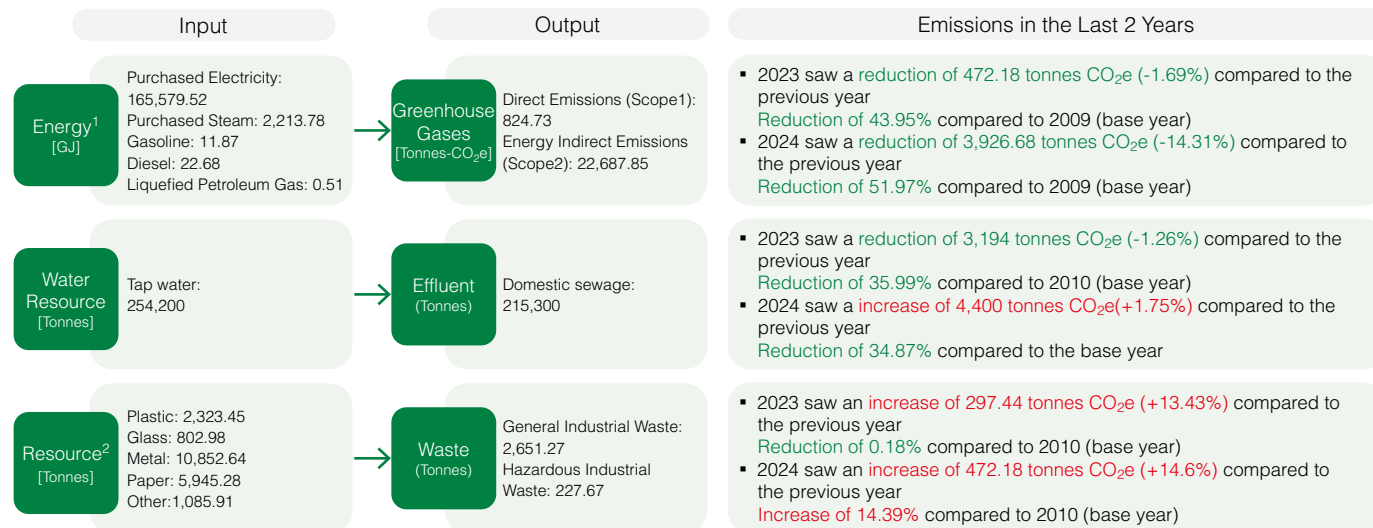 Input
Output
Emissions in the Last 2 Years
Energy1
[GJ]
Purchased Electricity:
165,579.52
Purchased Steam: 2,213.78
Gasoline: 11.87
Diesel: 22.68
Liquefied Petroleum Gas: 0.51
Greenhouse
Gases
[Tonnes-CO2e]
Direct Emissions (Scope1):
824.73
Energy Indirect Emissions
(Scope2): 22,687.85
▪ 2023 saw a reduction of 472.18 tonnes CO2e (-1.69%) compared to the
previous year
Reduction of 43.95% compared to 2009 (base year)
▪ 2024 saw a reduction of 3,926.68 tonnes CO2e (-14.31%) compared to
the previous year
Reduction of 51.97% compared to 2009 (base year)
Water
Resource
[Tonnes]
Tap water:
254,200
Effluent
(Tonnes)
Domestic sewage:
215,300
▪ 2023 saw a reduction of 3,194 tonnes CO2e (-1.26%) compared to the
previous year
Reduction of 35.99% compared to 2010 (base year)
▪ 2024 saw a increase of 4,400 tonnes CO2e(+1.75%) compared to the
previous year
Reduction of 34.87% compared to the base year
Resource2
[Tonnes]
Plastic: 2,323.45
Glass: 802.98
Metal: 10,852.64
Paper: 5,945.28
Other:1,085.91
Waste
(Tonnes)
General Industrial Waste:
2,651.27
Hazardous Industrial
Waste: 227.67
▪ 2023 saw an increase of 297.44 tonnes CO2e (+13.43%) compared to
the previous year
Reduction of 0.18% compared to 2010 (base year)
▪ 2024 saw an increase of 472.18 tonnes CO2e (+14.6%) compared to
the previous year
Increase of 14.39% compared to 2010 (base year)